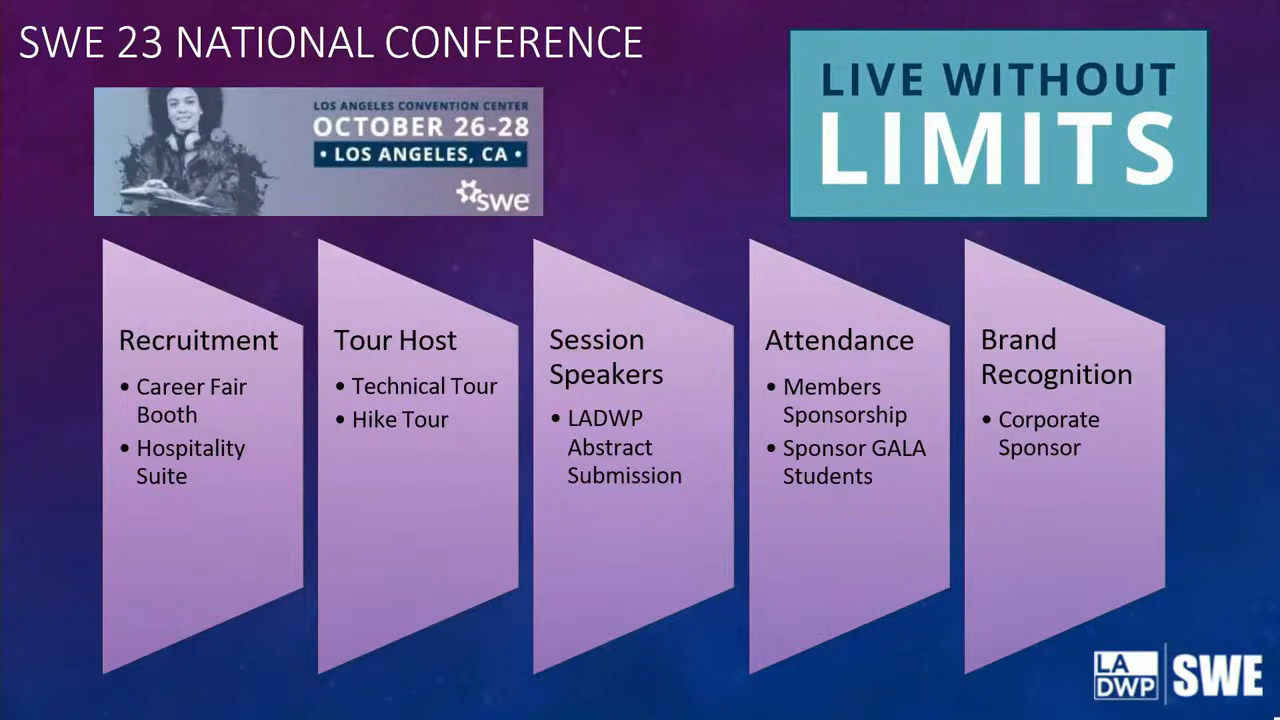 SWE 23 NATIONAL CONFERENCE
LOS ANGELES CONVENTION CENTER
OCTOBER 26-28
• LOS ANGELES, CA •
swe
LIVE WITHOUT
LIMITS
Recruitment
• Career Fair
Booth
• Hospitality
Suite
Tour Host
• Technical Tour
• Hike Tour
Session
Speakers
• LADWP
Abstract
Submission
Attendance
• Members
Sponsorship
• Sponsor GALA
Students
Brand
Recognition
• Corporate
Sponsor
LA
DWP
SWE